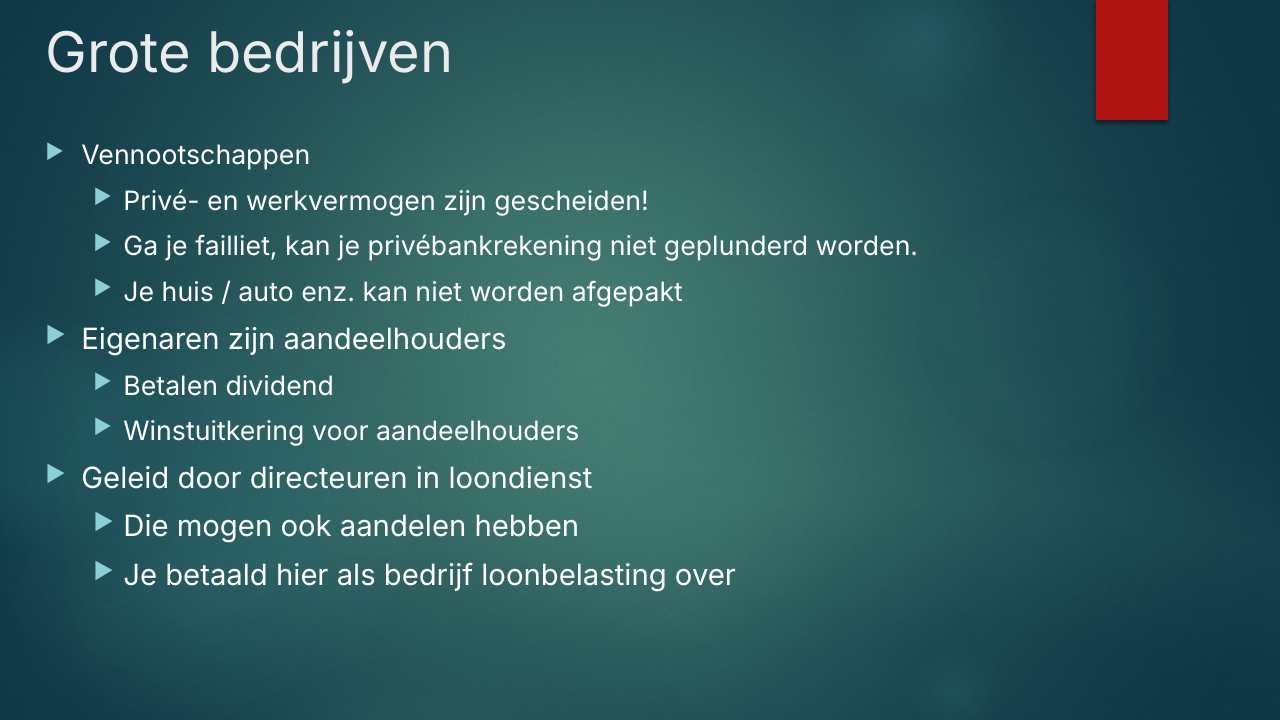 Grote bedrijven
Vennootschappen
Privé- en werkvermogen zijn gescheiden!
Ga je failliet, kan je privébankrekening niet geplunderd worden.
Je huis / auto enz. kan niet worden afgepakt
Eigenaren zijn aandeelhouders
Betalen dividend
Winstuitkering voor aandeelhouders
Geleid door directeuren in loondienst
Die mogen ook aandelen hebben
Je betaald hier als bedrijf loonbelasting over